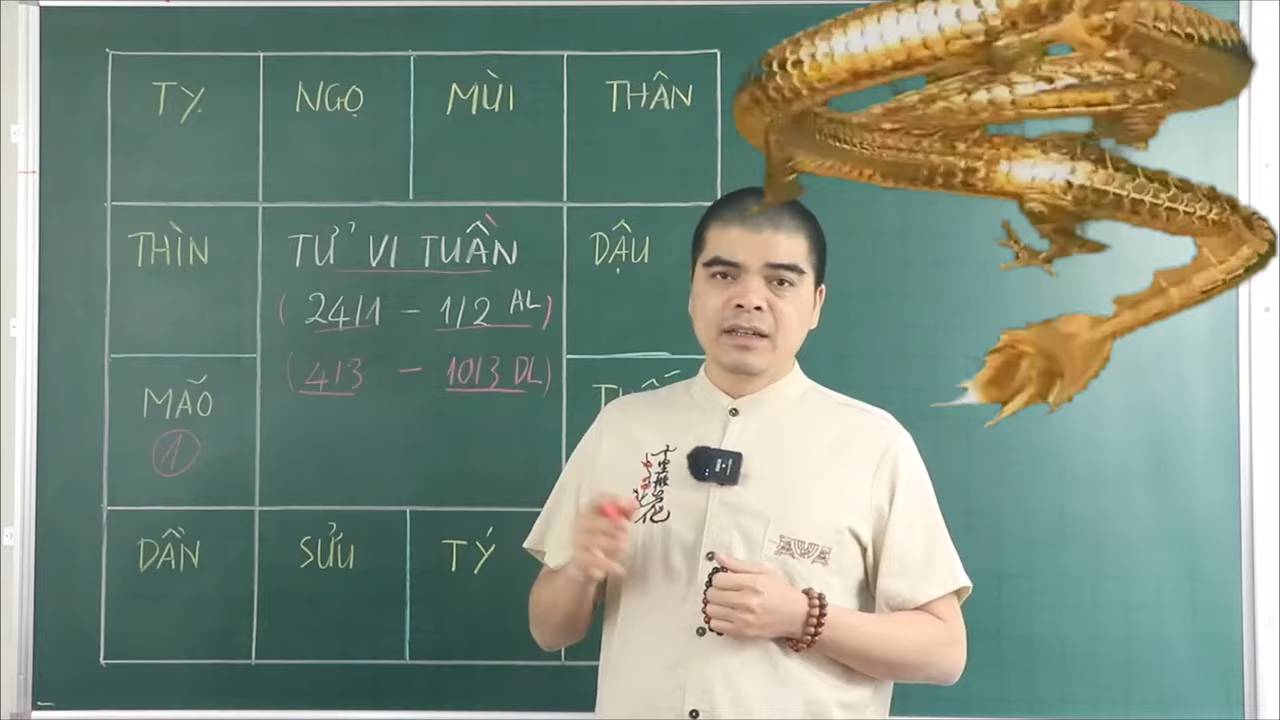 TỴ
NGỌ
MÙI
THÂN
THÌN
TỬ VI TUẦN
DẬU
(24/1 - 1/2 AL)
(4/3 - 10/3 DL)
MÃO
1
DẦN
SỬU
TÝ